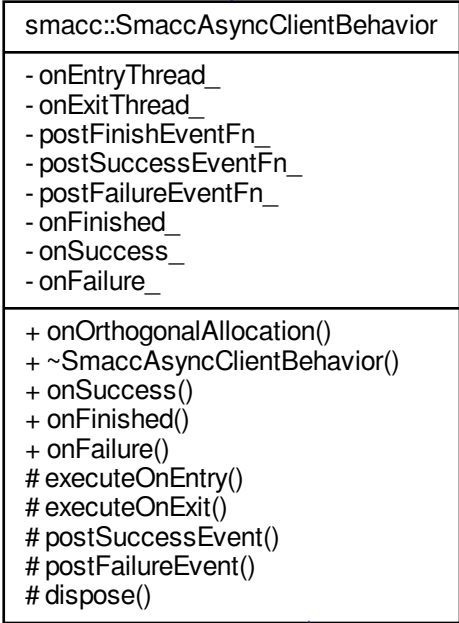 smacc::SmaccAsyncClientBehavior
- onEntryThread_
- onExitThread_
- postFinishEventFn_
- postSuccessEventFn_
- postFailureEventFn_
- onFinished_
- onSuccess_
- onFailure_
+ onOrthogonalAllocation()
+ ~SmaccAsyncClientBehavior()
+ onSuccess()
+ onFinished()
+ onFailure()
# executeOnEntry()
# executeOnExit()
# postSuccessEvent()
# postFailureEvent()
# dispose()